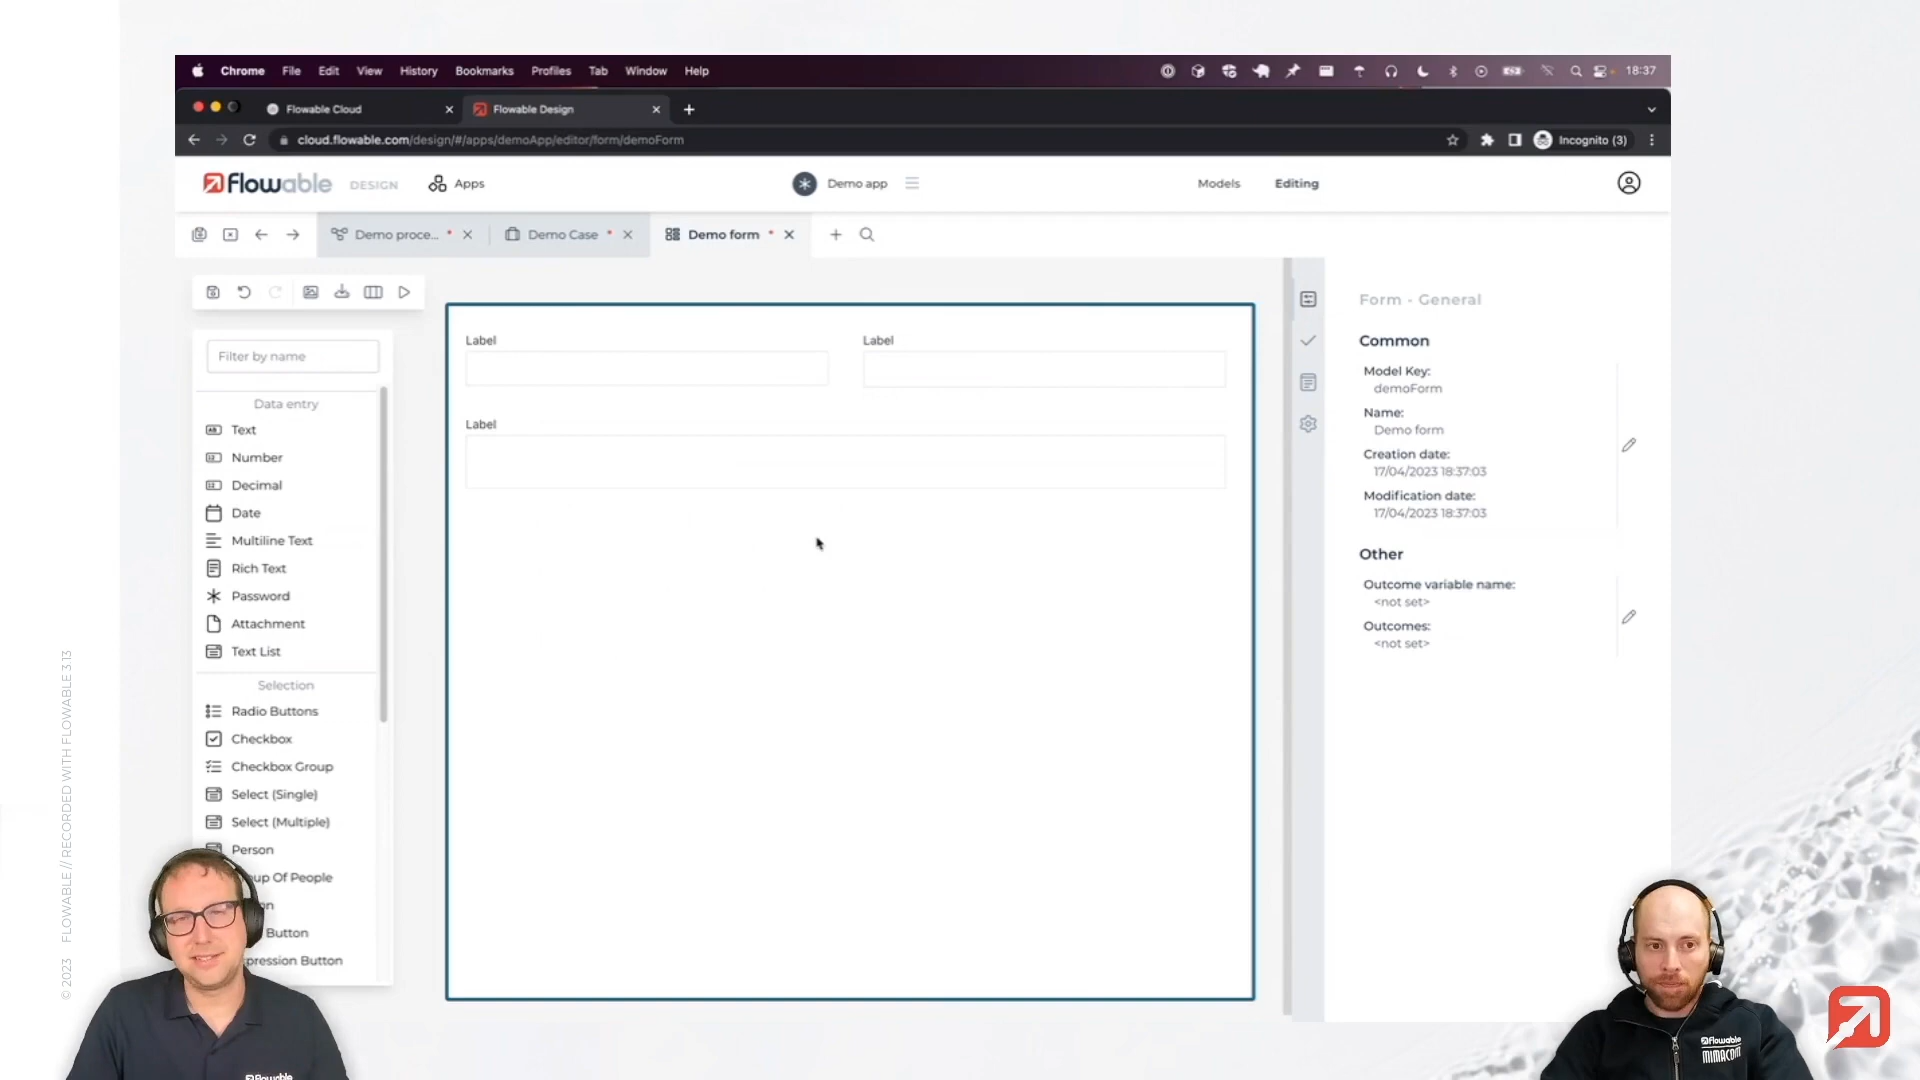 Chrome File Edit View History Bookmarks Profiles Tab Window Help 18:37
Flowable Cloud Flowable Design
cloud.flowable.com/design/#/apps/demoApp/editor/form/demoForm Incognito (3)
flowable DESIGN Apps Demo app Models Editing
Demo proce... * Demo Case * Demo form *
Filter by name
Data entry
Text
Number
Decimal
Date
Multiline Text
Rich Text
Password
Attachment
Text List
Selection
Radio Buttons
Checkbox
Checkbox Group
Select (Single)
Select (Multiple)
Person
up Of People
Button
pression Button
Label Label
Label
Form - General
Common
Model Key:
demoForm
Name:
Demo form
Creation date:
17/04/2023 18:37:03
Modification date:
17/04/2023 18:37:03
Other
Outcome variable name:
<not set>
Outcomes:
<not set>
© 2023 FLOWABLE // RECORDED WITH FLOWABLE 3.13
flowable
flowable
mimacom